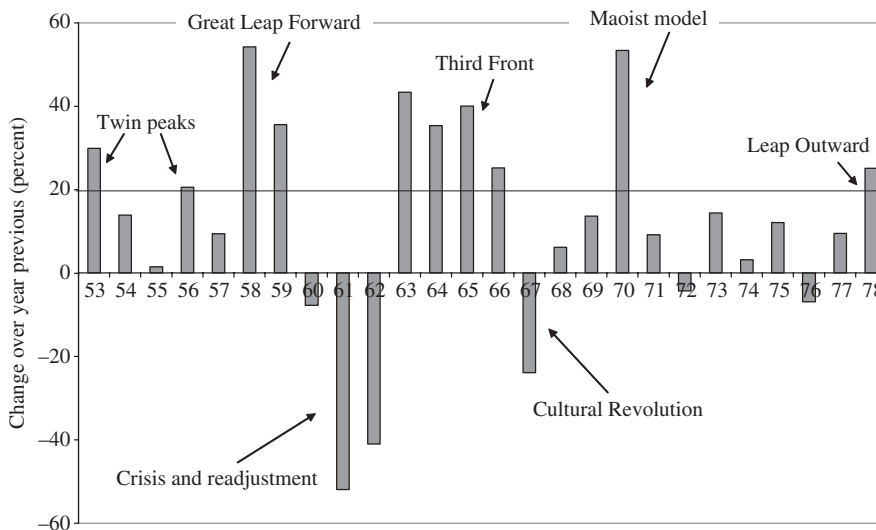 60
Great Leap Forward
Maoist model
Third Front
40
Twin peaks
Leap Outward
20
0
53 54 55 56 57 58 59 60 61 62 63 64 65 66 67 68 69 70 71 72 73 74 75 76 77 78
–20
Cultural Revolution
–40
Crisis and readjustment
–60
Change over year previous (percent)